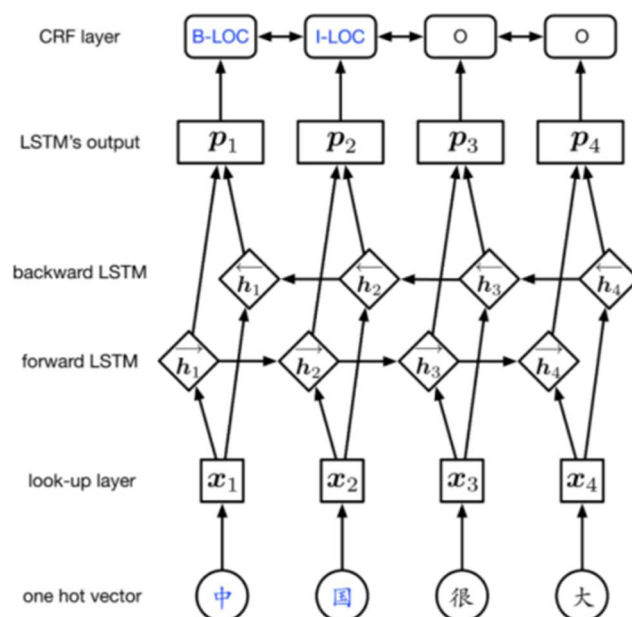 CRF layer B-LOC I-LOC O O
LSTM's output p1 p2 p3 p4
backward LSTM ←h1 ←h2 ←h3 ←h4
forward LSTM →h1 →h2 →h3 →h4
look-up layer x1 x2 x3 x4
one hot vector 中 国 很 大